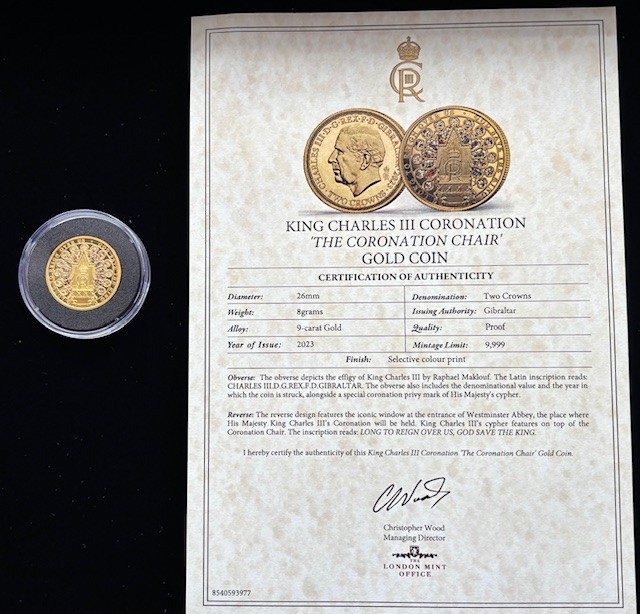 CHARLES III·D·G·REX·F·D·GIBRALTAR
TWO CROWNS
KING CHARLES III CORONATION
'THE CORONATION CHAIR'
GOLD COIN
CERTIFICATION OF AUTHENTICITY
Diameter: 26mm Denomination: Two Crowns
Weight: 8grams Issuing Authority: Gibraltar
Alloy: 9-carat Gold Quality: Proof
Year of Issue: 2023 Mintage Limit: 9,999
Finish: Selective colour print
Obverse: The obverse depicts the effigy of King Charles III by Raphael Maklouf. The Latin inscription reads:
CHARLES III.D.G.REX.F.D.GIBRALTAR. The obverse also includes the denominational value and the year in
which the coin is struck, alongside a special coronation privy mark of His Majesty's cypher.
Reverse: The reverse design features the iconic window at the entrance of Westminster Abbey, the place where
His Majesty King Charles III's Coronation will be held. King Charles III's cypher features on top of the
Coronation Chair. The inscription reads: LONG TO REIGN OVER US, GOD SAVE THE KING.
I hereby certify the authenticity of this King Charles III Coronation 'The Coronation Chair' Gold Coin.
CWood
Christopher Wood
Managing Director
THE
LONDON MINT
OFFICE
8540593977